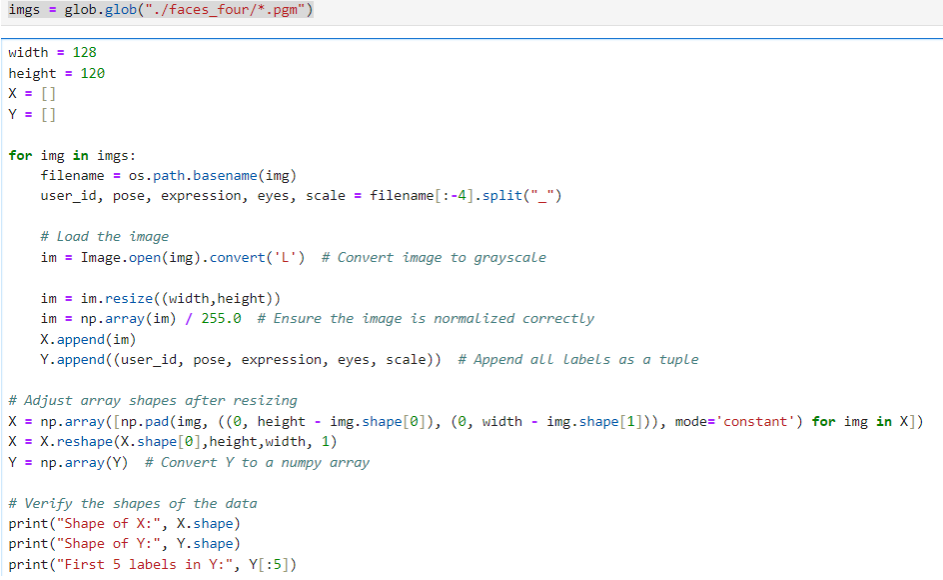 imgs = glob.glob("./faces_four/*.pgm")
width = 128
height = 120
X = []
Y = []
for img in imgs:
    filename = os.path.basename(img)
    user_id, pose, expression, eyes, scale = filename[:-4].split("_")
    # Load the image
    im = Image.open(img).convert('L')  # Convert image to grayscale
    im = im.resize((width,height))
    im = np.array(im) / 255.0  # Ensure the image is normalized correctly
    X.append(im)
    Y.append((user_id, pose, expression, eyes, scale))  # Append all labels as a tuple
# Adjust array shapes after resizing
X = np.array([np.pad(img, ((0, height - img.shape[0]), (0, width - img.shape[1])), mode='constant') for img in X])
X = X.reshape(X.shape[0],height,width, 1)
Y = np.array(Y)  # Convert Y to a numpy array
# Verify the shapes of the data
print("Shape of X:", X.shape)
print("Shape of Y:", Y.shape)
print("First 5 labels in Y:", Y[:5])